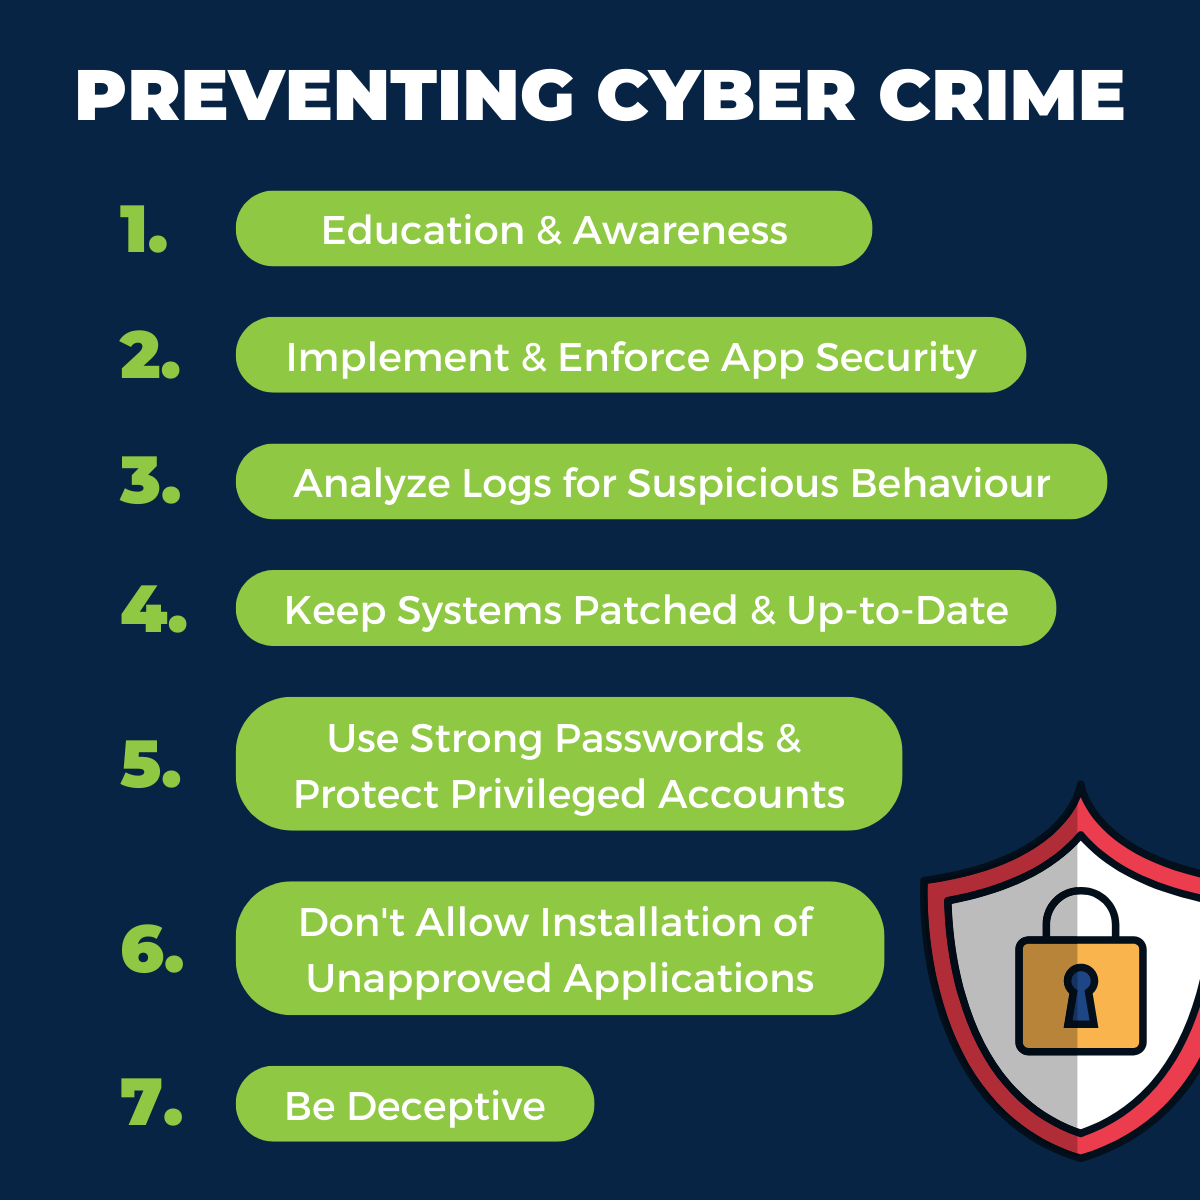 PREVENTING CYBER CRIME
1. Education & Awareness
2. Implement & Enforce App Security
3. Analyze Logs for Suspicious Behaviour
4. Keep Systems Patched & Up-to-Date
5. Use Strong Passwords &
Protect Privileged Accounts
6. Don't Allow Installation of
Unapproved Applications
7. Be Deceptive